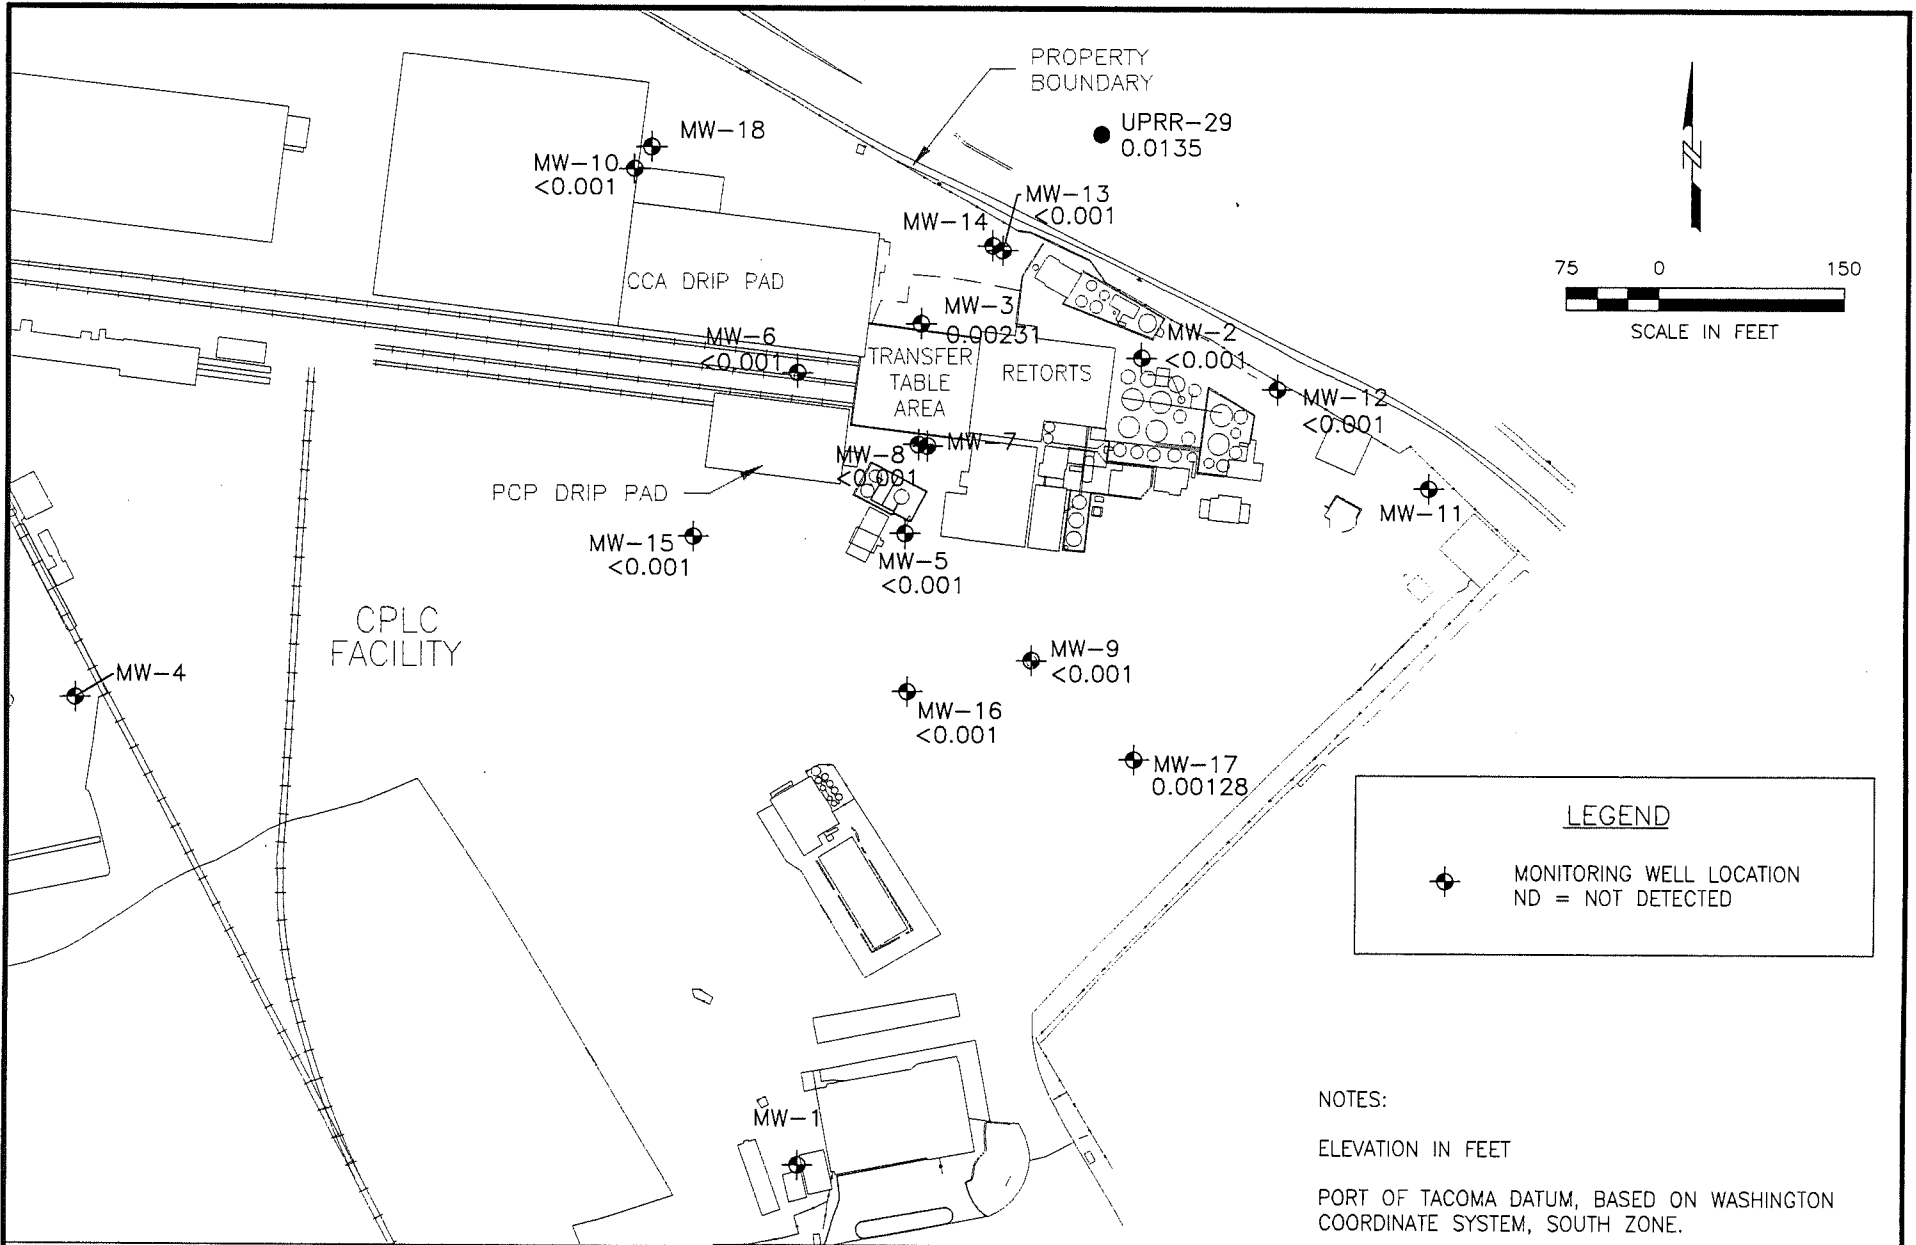 PROPERTY
BOUNDARY
UPRR-29
0.0135
MW-18
MW-10
<0.001
MW-13
<0.001
MW-14
75 0 150
SCALE IN FEET
N
CCA DRIP PAD
MW-3
0.00231
MW-6
<0.001
MW-2
<0.001
TRANSFER
TABLE
AREA
RETORTS
MW-12
<0.001
MW-7
MW-8
<0.001
PCP DRIP PAD
MW-11
MW-15
<0.001
MW-5
<0.001
CPLC
FACILITY
MW-4
MW-9
<0.001
MW-16
<0.001
MW-17
0.00128
LEGEND
MONITORING WELL LOCATION
ND = NOT DETECTED
MW-1
NOTES:
ELEVATION IN FEET
PORT OF TACOMA DATUM, BASED ON WASHINGTON
COORDINATE SYSTEM, SOUTH ZONE.